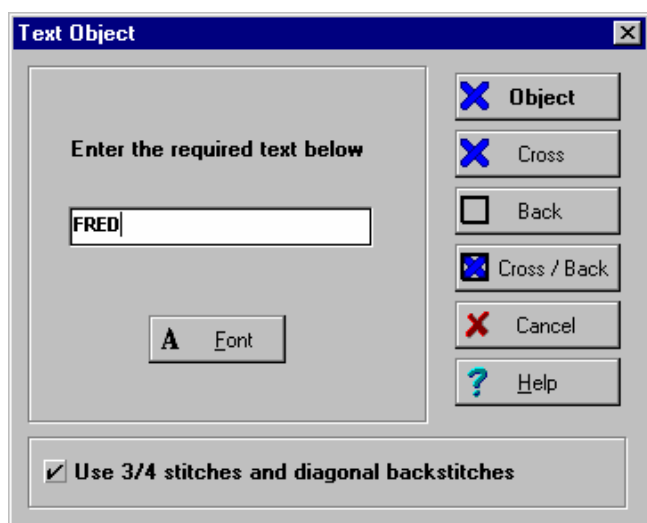 Text Object
Enter the required text below
FRED
A Font
Object
Cross
Back
Cross / Back
Cancel
? Help
Use 3/4 stitches and diagonal backstitches